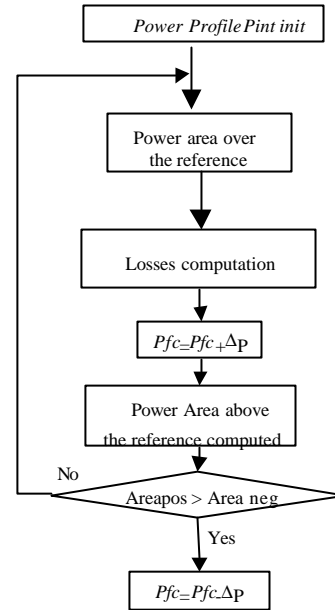 Power Profile Pint init
Power area over
the reference
Losses computation
Pfc=Pfc+ΔP
Power Area above
the reference computed
No
Areapos > Area neg
Yes
Pfc=Pfc-ΔP